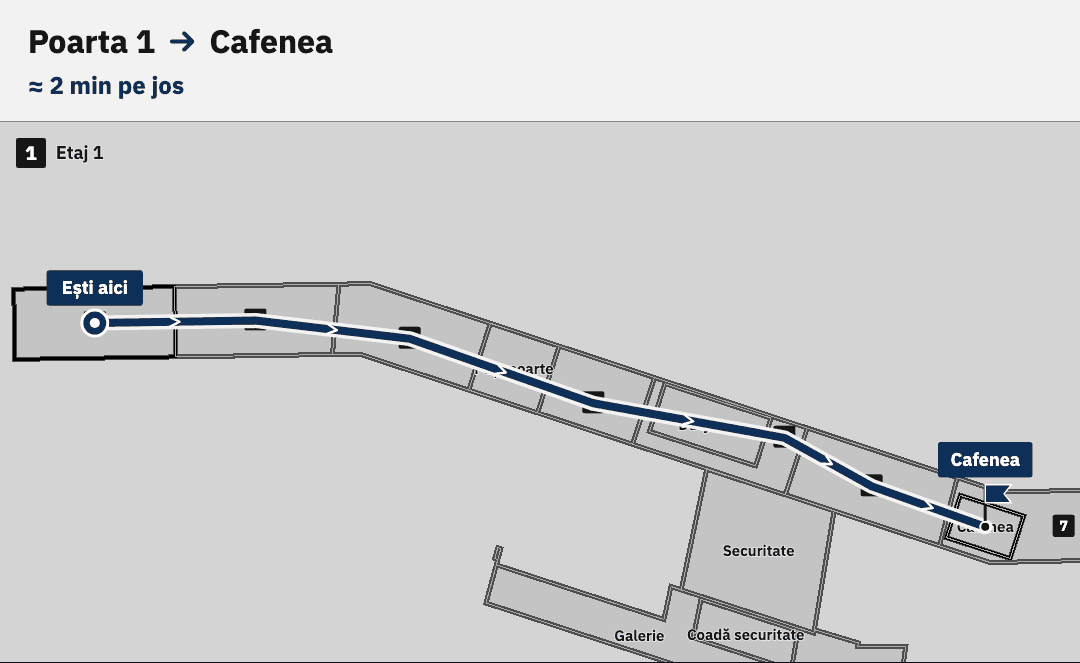 Poarta 1 → Cafenea
≈ 2 min pe jos
1 Etaj 1
Ești aici
Cafenea
7
Securitate
Galerie
Coadă securitate